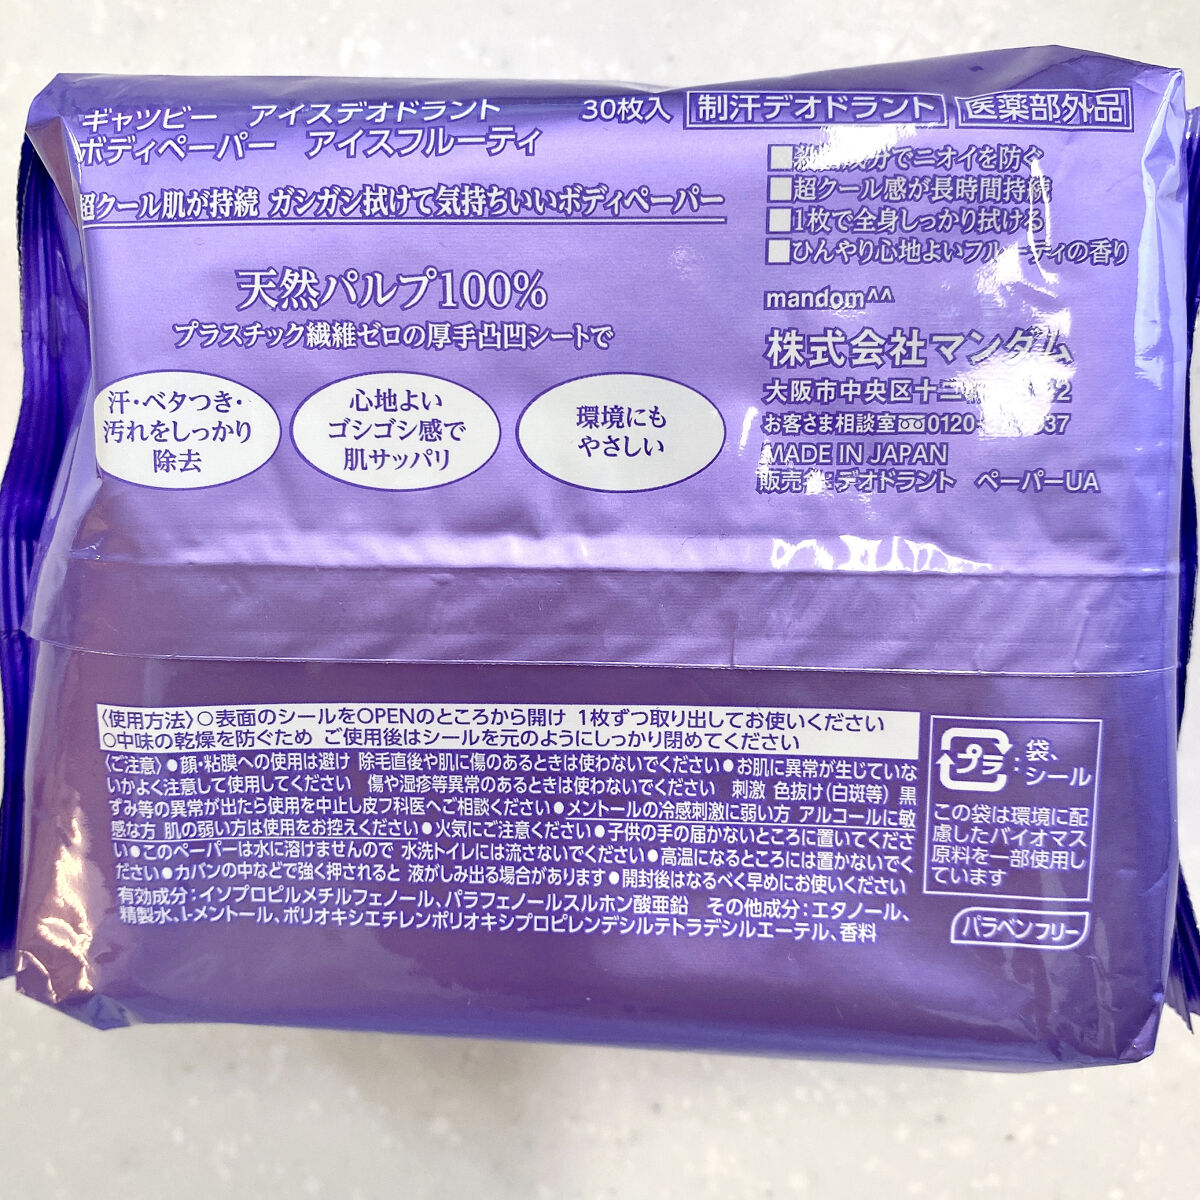 ギャツビー アイスデオドラント 30枚入 制汗デオドラント 医薬部外品
ボディペーパー アイスフルーティ
超クール肌が持続 ガシガシ拭けて気持ちいいボディペーパー
■殺菌成分でニオイを防ぐ
■超クール感が長時間持続
■1枚で全身しっかり拭ける
■ひんやり心地よいフルーティの香り
天然パルプ100%
プラスチック繊維ゼロの厚手凸凹シートで
汗・ベタつき・
汚れをしっかり
除去
心地よい
ゴシゴシ感で
肌サッパリ
環境にも
やさしい
mandom^^
株式会社マンダム
大阪市中央区十二
お客さま相談室 0120-
MADE IN JAPAN
販売名:デオドラント ペーパーUA
〈使用方法〉○表面のシールをOPENのところから開け 1枚ずつ取り出してお使いください
○中味の乾燥を防ぐため ご使用後はシールを元のようにしっかり閉めてください
〈ご注意〉●顔・粘膜への使用は避け 除毛直後や肌に傷のあるときは使わないでください●お肌に異常が生じていな
いかよく注意して使用してください 傷や湿疹等異常のあるときは使わないでください 刺激 色抜け(白斑等) 黒
ずみ等の異常が出たら使用を中止し皮フ科医へご相談ください●メントールの冷感刺激に弱い方 アルコールに敏
感な方 肌の弱い方は使用をお控えください●火気にご注意ください●子供の手の届かないところに置いてくださ
い●このペーパーは水に溶けませんので 水洗トイレには流さないでください●高温になるところには置かないでく
ださい●カバンの中などで強く押されると 液がしみ出る場合があります●開封後はなるべく早めにお使いください
有効成分:イソプロピルメチルフェノール、パラフェノールスルホン酸亜鉛 その他成分:エタノール、
精製水、l-メントール、ポリオキシエチレンポリオキシプロピレンデシルテトラデシルエーテル、香料
プラ:袋、
シール
この袋は環境に配
慮したバイオマス
原料を一部使用し
ています
パラベンフリー